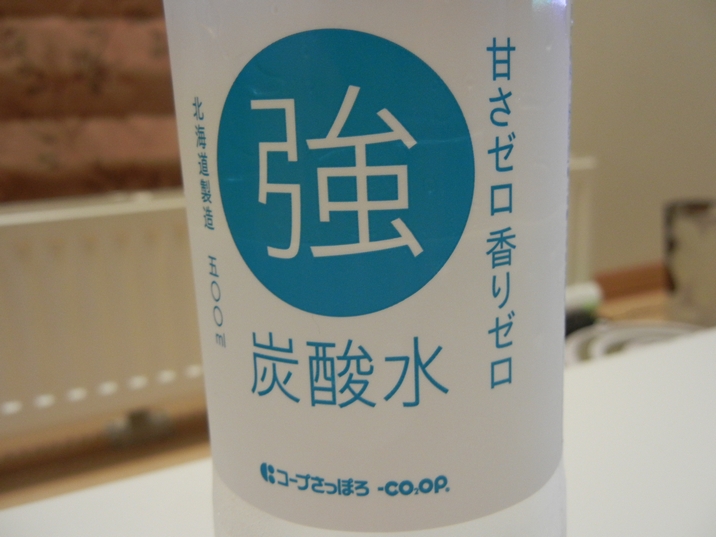 甘さゼロ香りゼロ
強
炭酸水
北海道製造 五〇〇ml
コープさっぽろ -CO·OP®